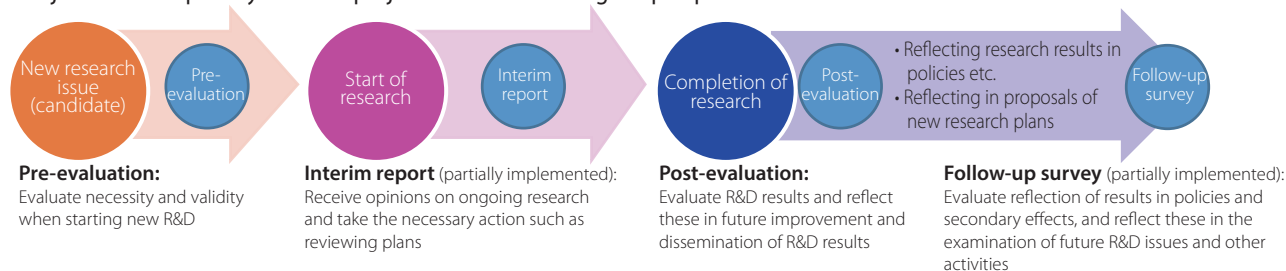 New research
issue
(candidate)
Pre-
evaluation
Start of
research
Interim
report
Completion of
research
Post-
evaluation
• Reflecting research results in
policies etc.
• Reflecting in proposals of
new research plans
Follow-up
survey
Pre-evaluation:
Evaluate necessity and validity
when starting new R&D
Interim report (partially implemented):
Receive opinions on ongoing research
and take the necessary action such as
reviewing plans
Post-evaluation:
Evaluate R&D results and reflect
these in future improvement and
dissemination of R&D results
Follow-up survey (partially implemented):
Evaluate reflection of results in policies and
secondary effects, and reflect these in the
examination of future R&D issues and other
activities